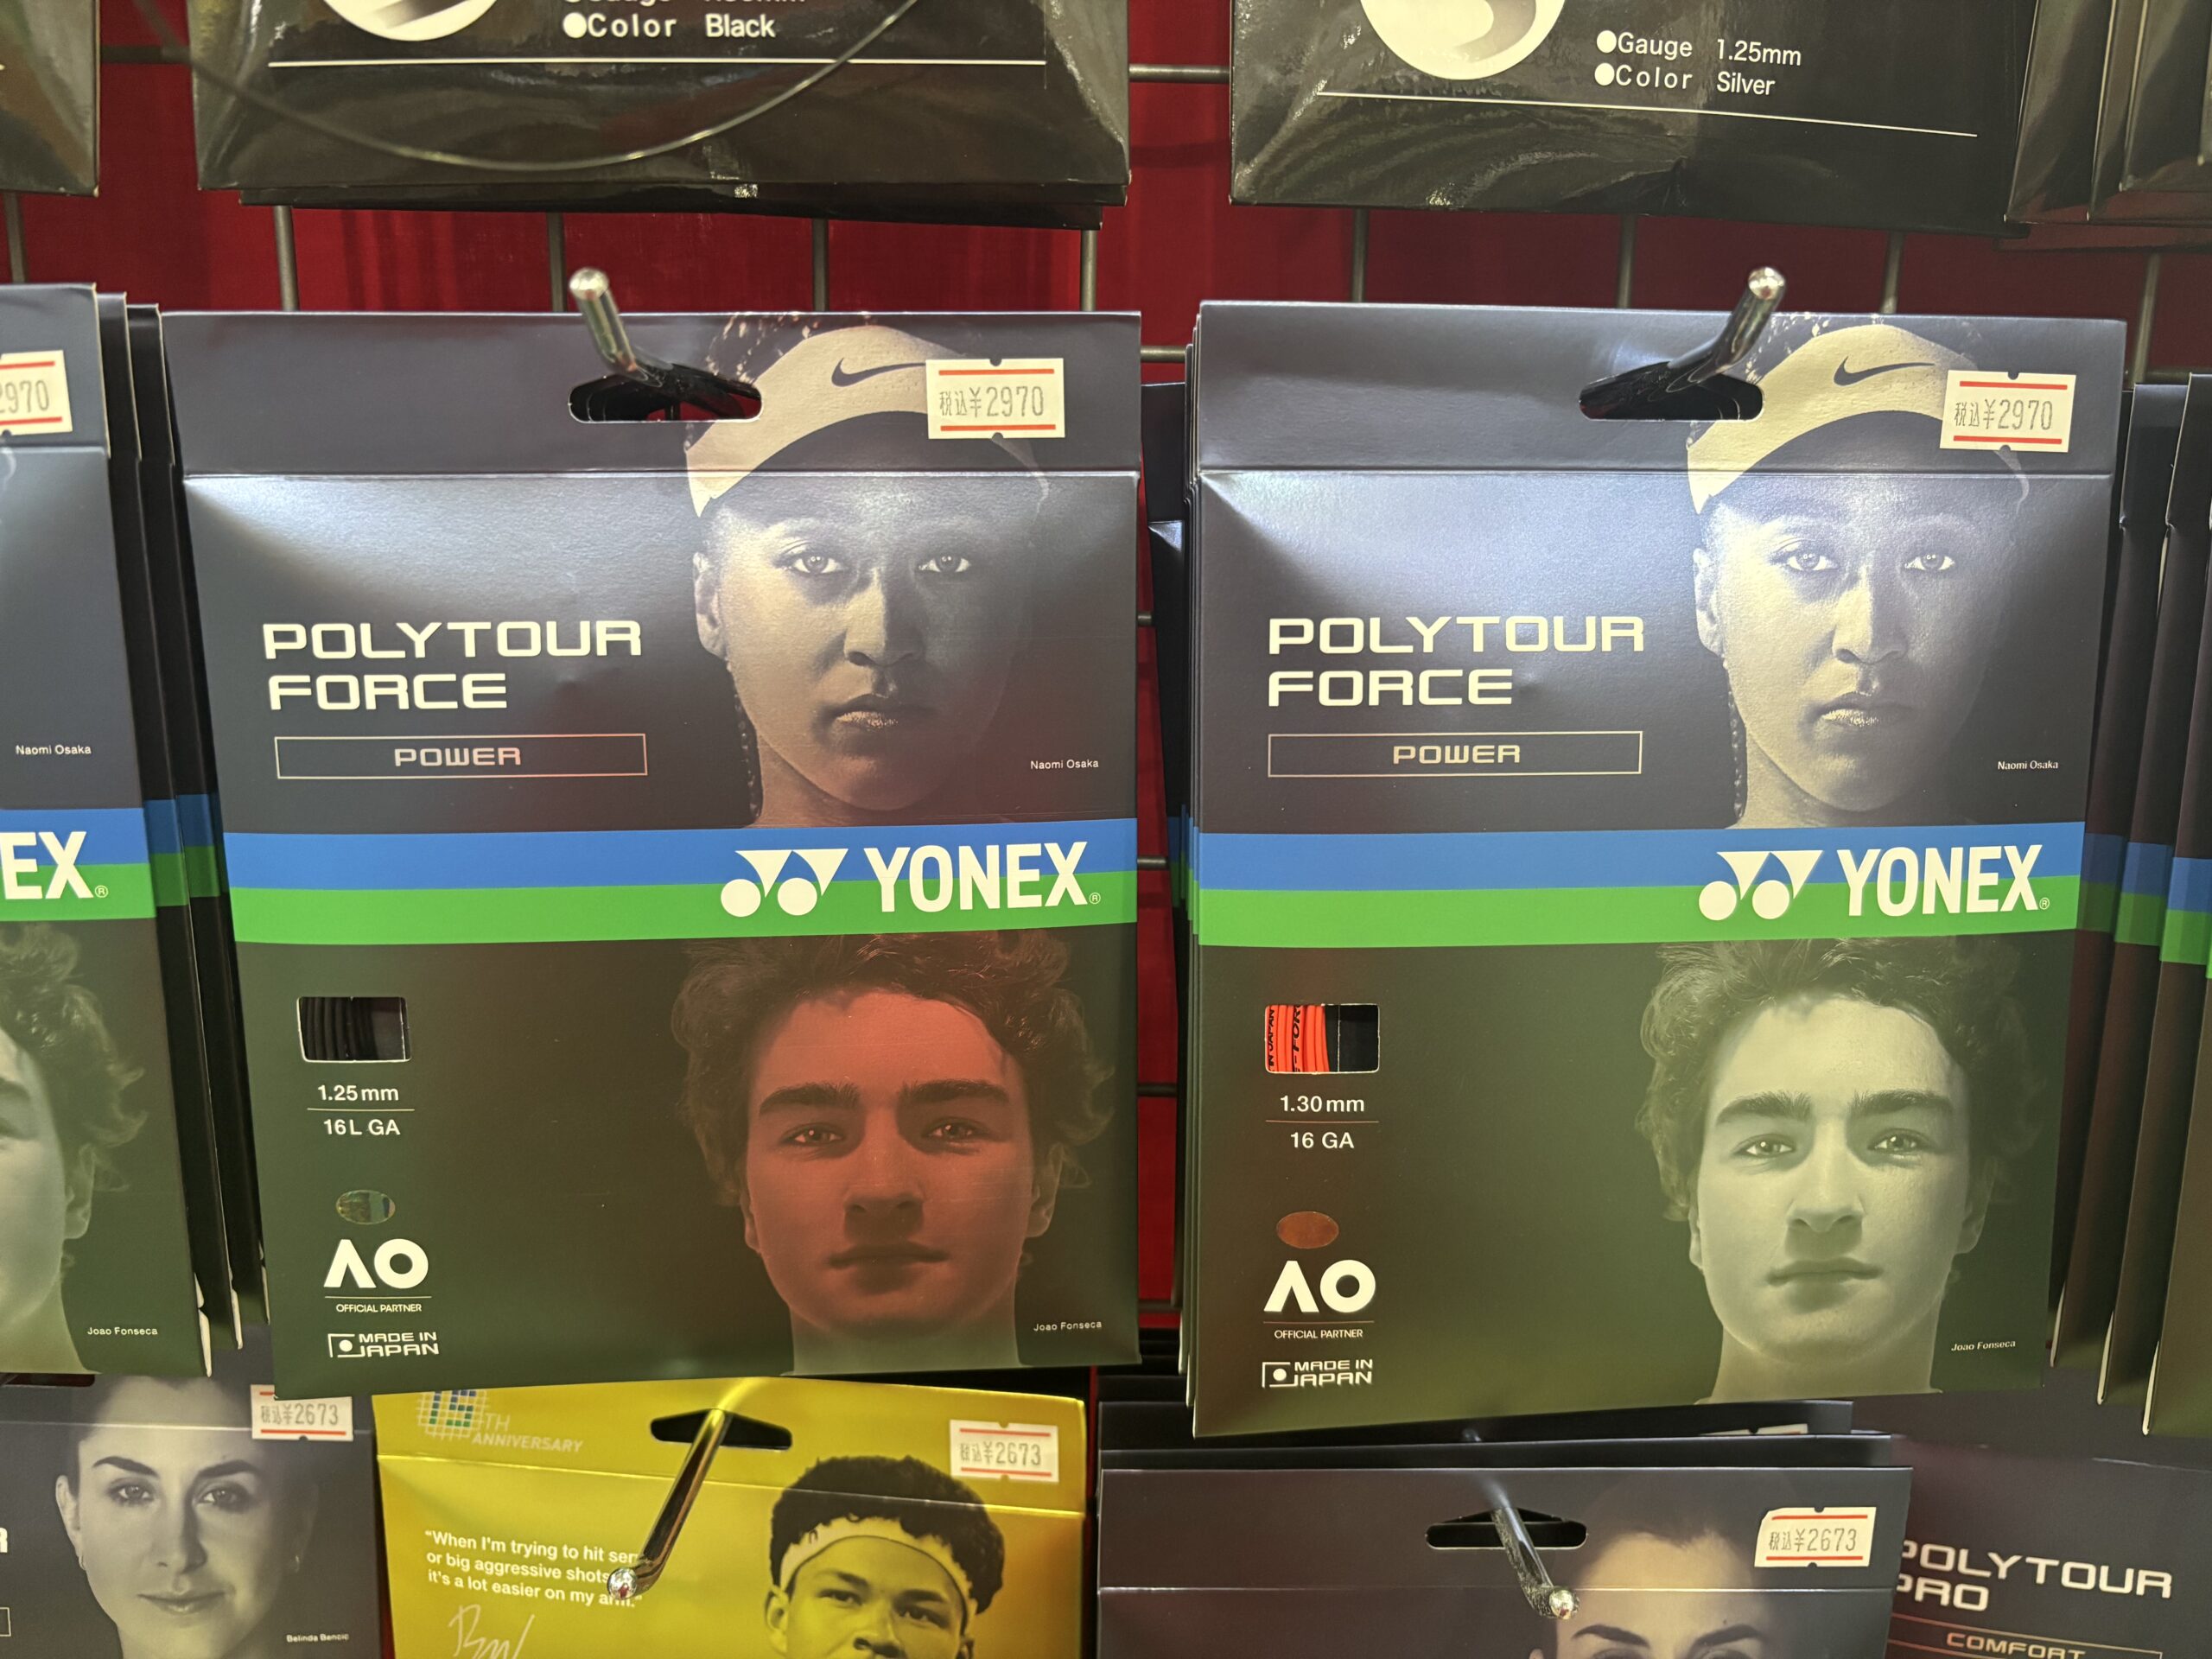 ●Color Black
●Gauge 1.25mm
●Color Silver
2970
Naomi Osaka
EX®
Joao Fonseca
税込¥2970
POLYTOUR
FORCE
POWER
Naomi Osaka
YONEX®
1.25mm
16L GA
AO
OFFICIAL PARTNER
MADE IN
JAPAN
Joao Fonseca
税込¥2970
POLYTOUR
FORCE
POWER
Naomi Osaka
YONEX®
1.30mm
16 GA
AO
OFFICIAL PARTNER
MADE IN
JAPAN
Joao Fonseca
税込¥2673
Belinda Bencic
TH
ANNIVERSARY
税込¥2673
"When I'm trying to hit
or big aggressive shots
it's a lot easier on my
税込¥2673
POLYTOUR
PRO
COMFORT